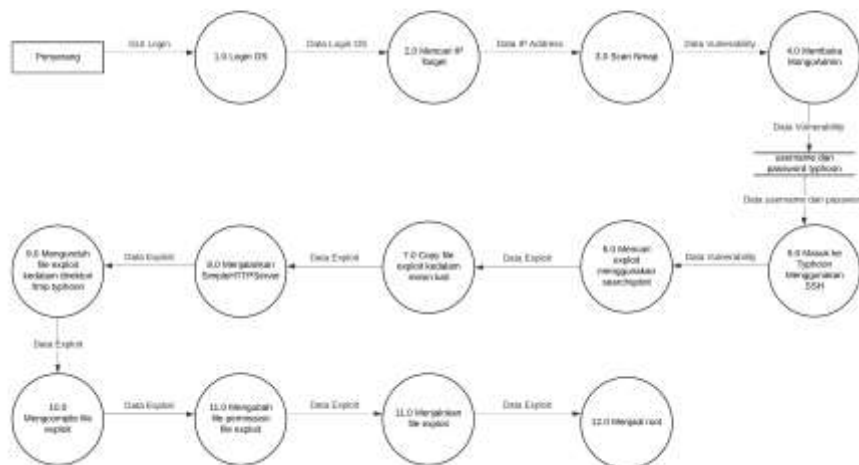 Penyerang
GUI Login
1.0 Login OS
Data Login OS
2.0 Mencari IP
Target
Data IP Address
3.0 Scan Nmap
Data Vulnerability
4.0 Membuka
MongoAdmin
Data Vulnerability
username dan
password typhoon
Data username dan password
5.0 Masuk ke
Typhoon
Menggunakan
SSH
Data Vulnerability
6.0 Mencari
exploit
menggunakan
searchsploit
Data Exploit
7.0 Copy file
exploit kedalam
mesin kali
Data Exploit
8.0 Menjalankan
SimpleHTTPServer
Data Exploit
9.0 Mengunduh
file exploit
kedalam direktori
/tmp typhoon
Data Exploit
10.0
Mengcompile file
exploit
Data Exploit
11.0 Mengubah
file permission
file exploit
Data Exploit
11.0 Menjalankan
file exploit
Data Exploit
12.0 Menjadi root